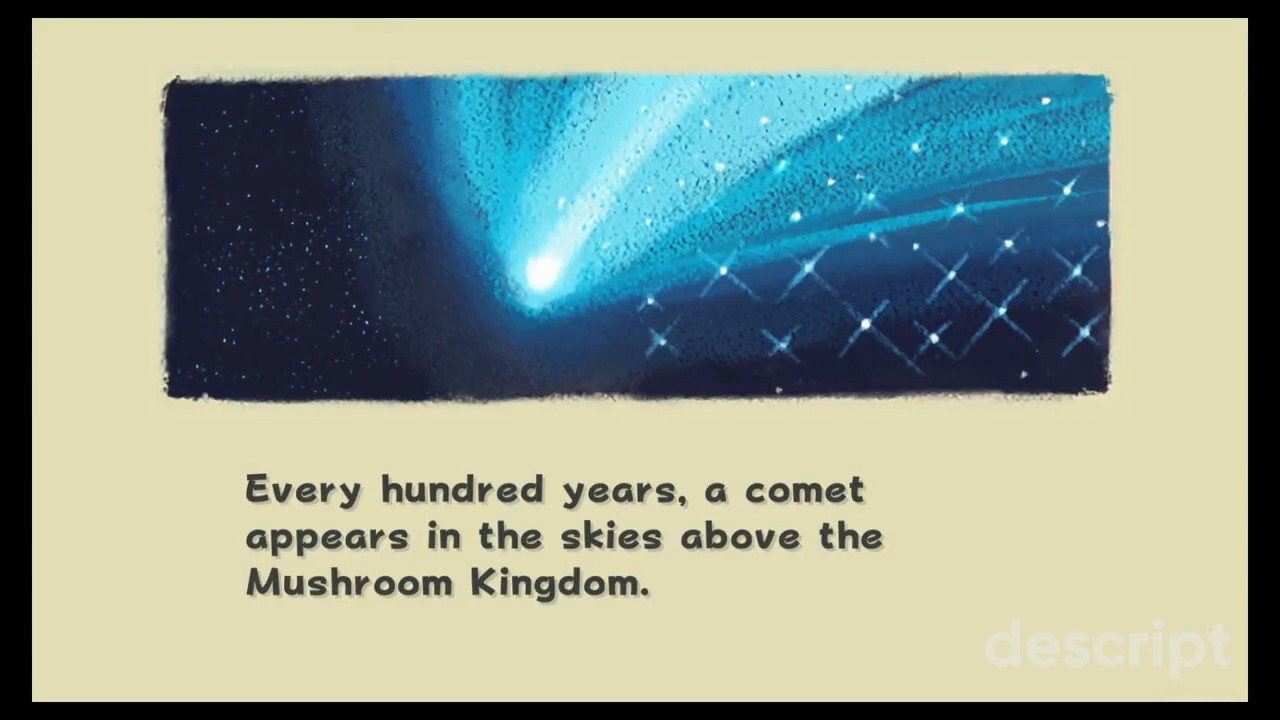 Every hundred years, a comet
appears in the skies above the
Mushroom Kingdom.
descript